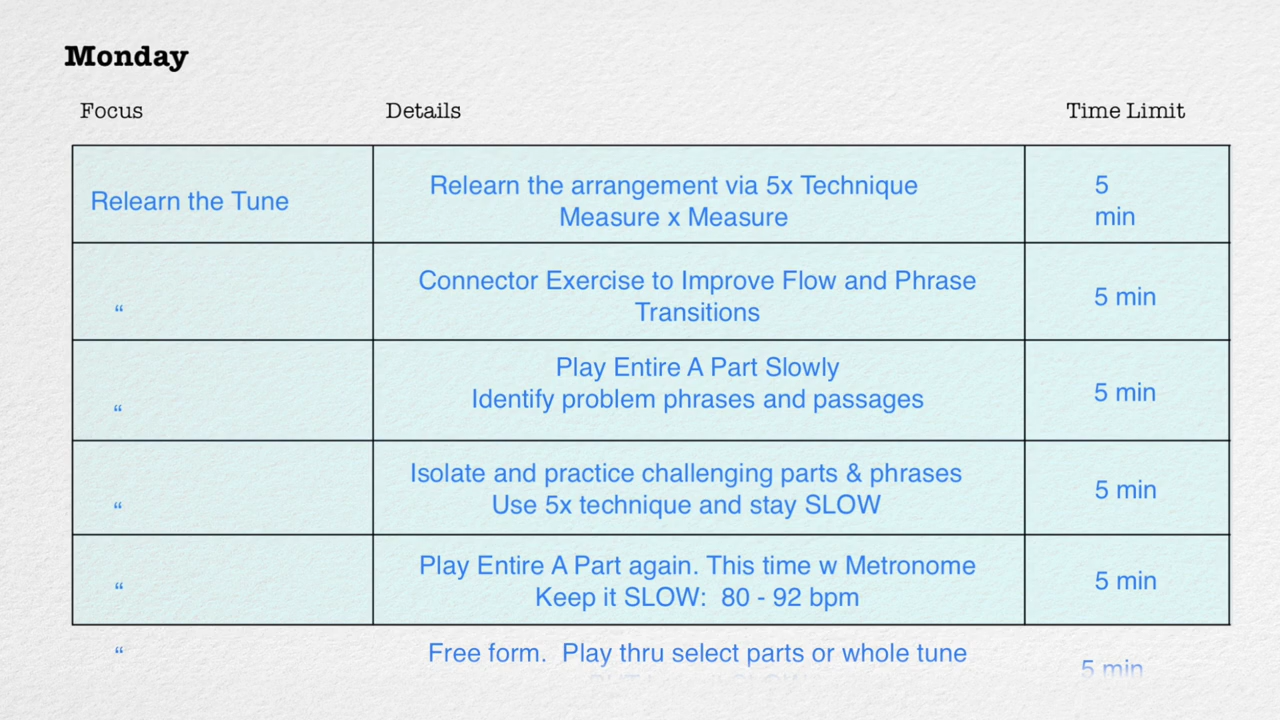 Monday
Focus Details Time Limit
Relearn the Tune
Relearn the arrangement via 5x Technique
Measure x Measure
5
min
“
Connector Exercise to Improve Flow and Phrase
Transitions
5 min
“
Play Entire A Part Slowly
Identify problem phrases and passages
5 min
“
Isolate and practice challenging parts & phrases
Use 5x technique and stay SLOW
5 min
“
Play Entire A Part again. This time w Metronome
Keep it SLOW: 80 - 92 bpm
5 min
“
Free form. Play thru select parts or whole tune
5 min